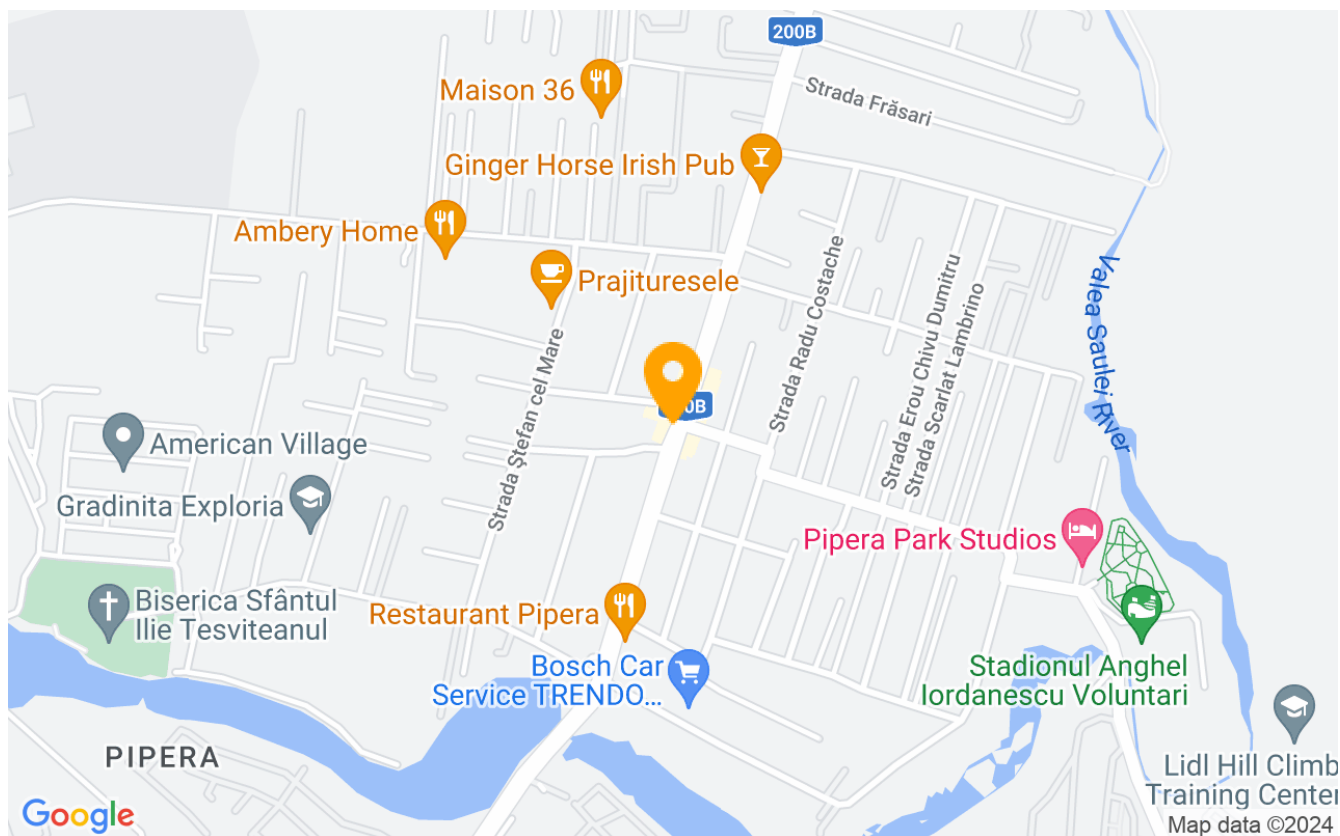 200B
Maison 36
Strada Frăsari
Ginger Horse Irish Pub
Ambery Home
Prajituresele
Strada Radu Costache
Strada Erou Chivu Dumitru
Strada Scarlat Lambrino
Valea Saulei River
Strada Ştefan cel Mare
American Village
Gradinita Exploria
Pipera Park Studios
Biserica Sfântul
Ilie Tesviteanul
Restaurant Pipera
Bosch Car
Service TRENDO...
Stadionul Anghel
Iordanescu Voluntari
PIPERA
Lidl Hill Climb
Training Center
Google
Map data ©2024